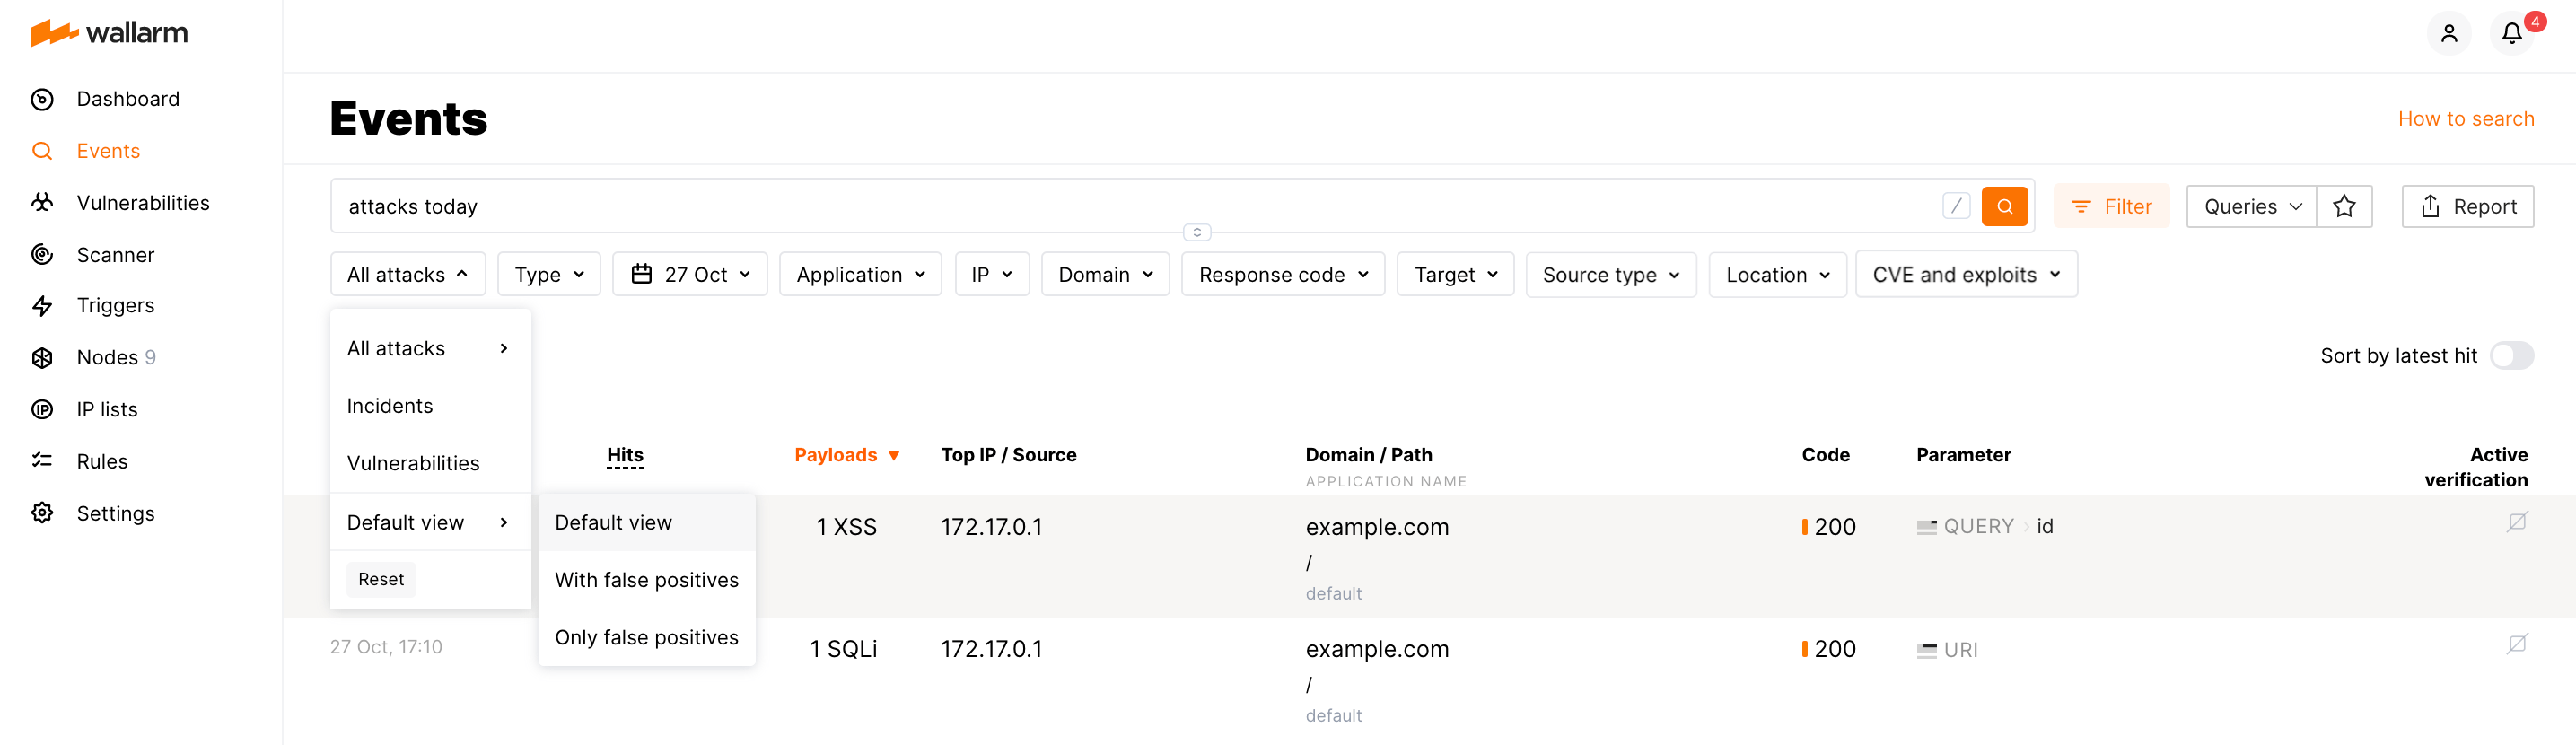 wallarm
4
Dashboard
Events
Vulnerabilities
Scanner
Triggers
Nodes 9
IP lists
Rules
Settings
Events
How to search
attacks today
/
Filter
Queries
Report
All attacks
Type
27 Oct
Application
IP
Domain
Response code
Target
Source type
Location
CVE and exploits
All attacks
Incidents
Vulnerabilities
Default view
Reset
Default view
With false positives
Only false positives
Sort by latest hit
Hits
Payloads
Top IP / Source
Domain / Path
APPLICATION NAME
Code
Parameter
Active
verification
1 XSS
172.17.0.1
example.com
/
default
200
QUERY › id
27 Oct, 17:10
1 SQLi
172.17.0.1
example.com
/
default
200
URI